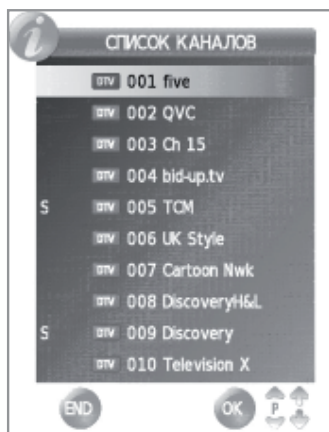 i
СПИСОК КАНАЛОВ
DTV 001 five
DTV 002 QVC
DTV 003 Ch 15
DTV 004 bid-up.tv
S DTV 005 TCM
DTV 006 UK Style
DTV 007 Cartoon Nwk
DTV 008 DiscoveryH&L
S DTV 009 Discovery
DTV 010 Television X
END OK P